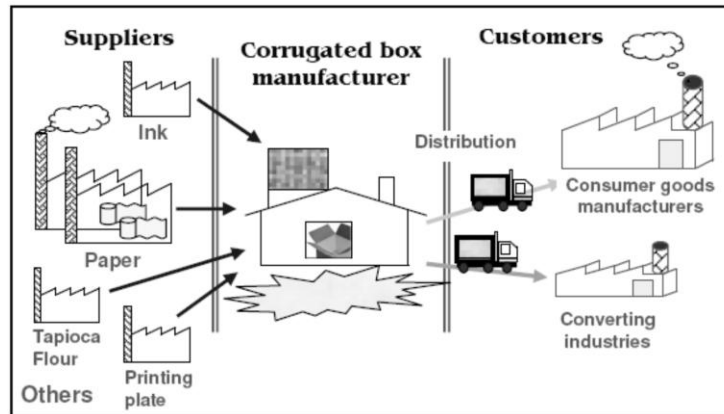 Suppliers
Corrugated box
manufacturer
Customers
Ink
Distribution
Paper
Consumer goods
manufacturers
Tapioca
Flour
Printing
plate
Converting
industries
Others